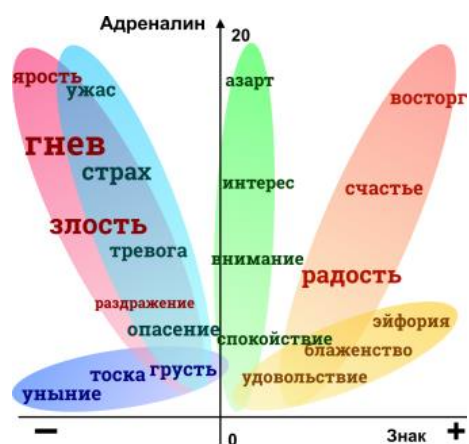 Адреналин
20
ярость
ужас
азарт
восторг
гнев
страх
интерес
счастье
злость
тревога
внимание
радость
раздражение
опасение
спокойствие
эйфория
блаженство
тоска
грусть
удовольствие
уныние
−
0
Знак
+